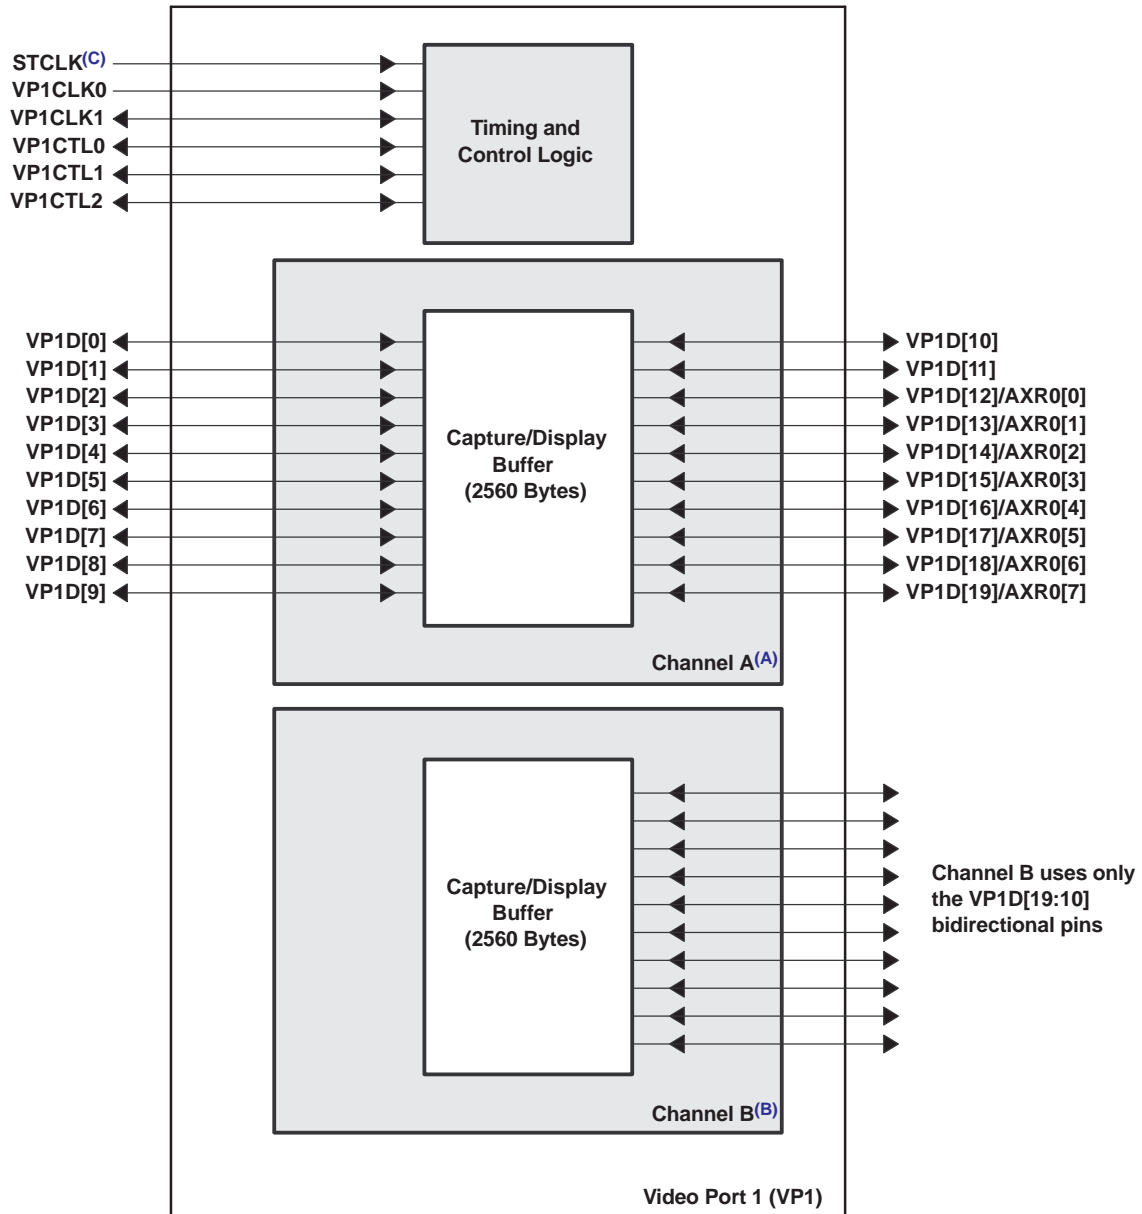 STCLK(C)
VP1CLK0
VP1CLK1
VP1CTL0
VP1CTL1
VP1CTL2
Timing and
Control Logic
VP1D[0]
VP1D[1]
VP1D[2]
VP1D[3]
VP1D[4]
VP1D[5]
VP1D[6]
VP1D[7]
VP1D[8]
VP1D[9]
Capture/Display
Buffer
(2560 Bytes)
VP1D[10]
VP1D[11]
VP1D[12]/AXR0[0]
VP1D[13]/AXR0[1]
VP1D[14]/AXR0[2]
VP1D[15]/AXR0[3]
VP1D[16]/AXR0[4]
VP1D[17]/AXR0[5]
VP1D[18]/AXR0[6]
VP1D[19]/AXR0[7]
Channel A(A)
Capture/Display
Buffer
(2560 Bytes)
Channel B uses only
the VP1D[19:10]
bidirectional pins
Channel B(B)
Video Port 1 (VP1)